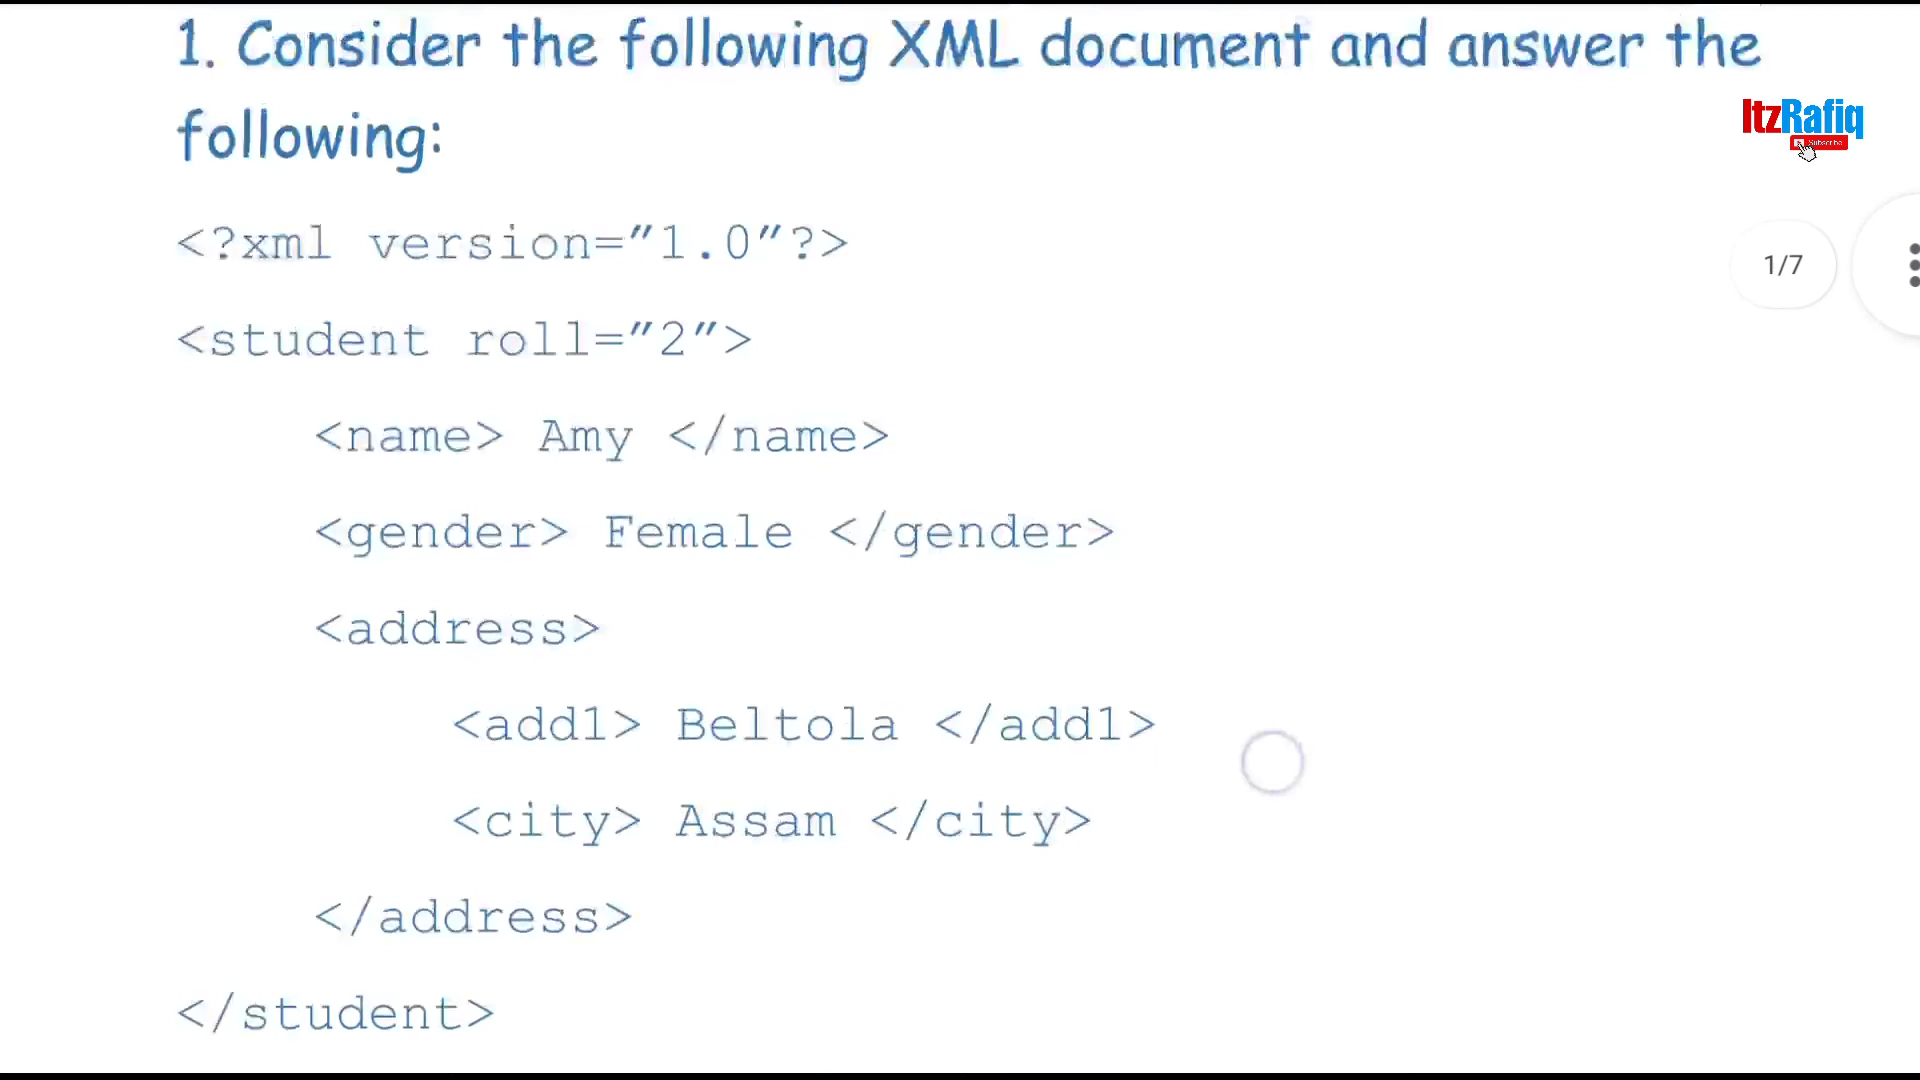 1. Consider the following XML document and answer the
following:
ItzRafiq
Subscribe
<?xml version="1.0"?>
1/7
<student roll="2">
<name> Amy </name>
<gender> Female </gender>
<address>
<add1> Beltola </add1>
<city> Assam </city>
</address>
</student>